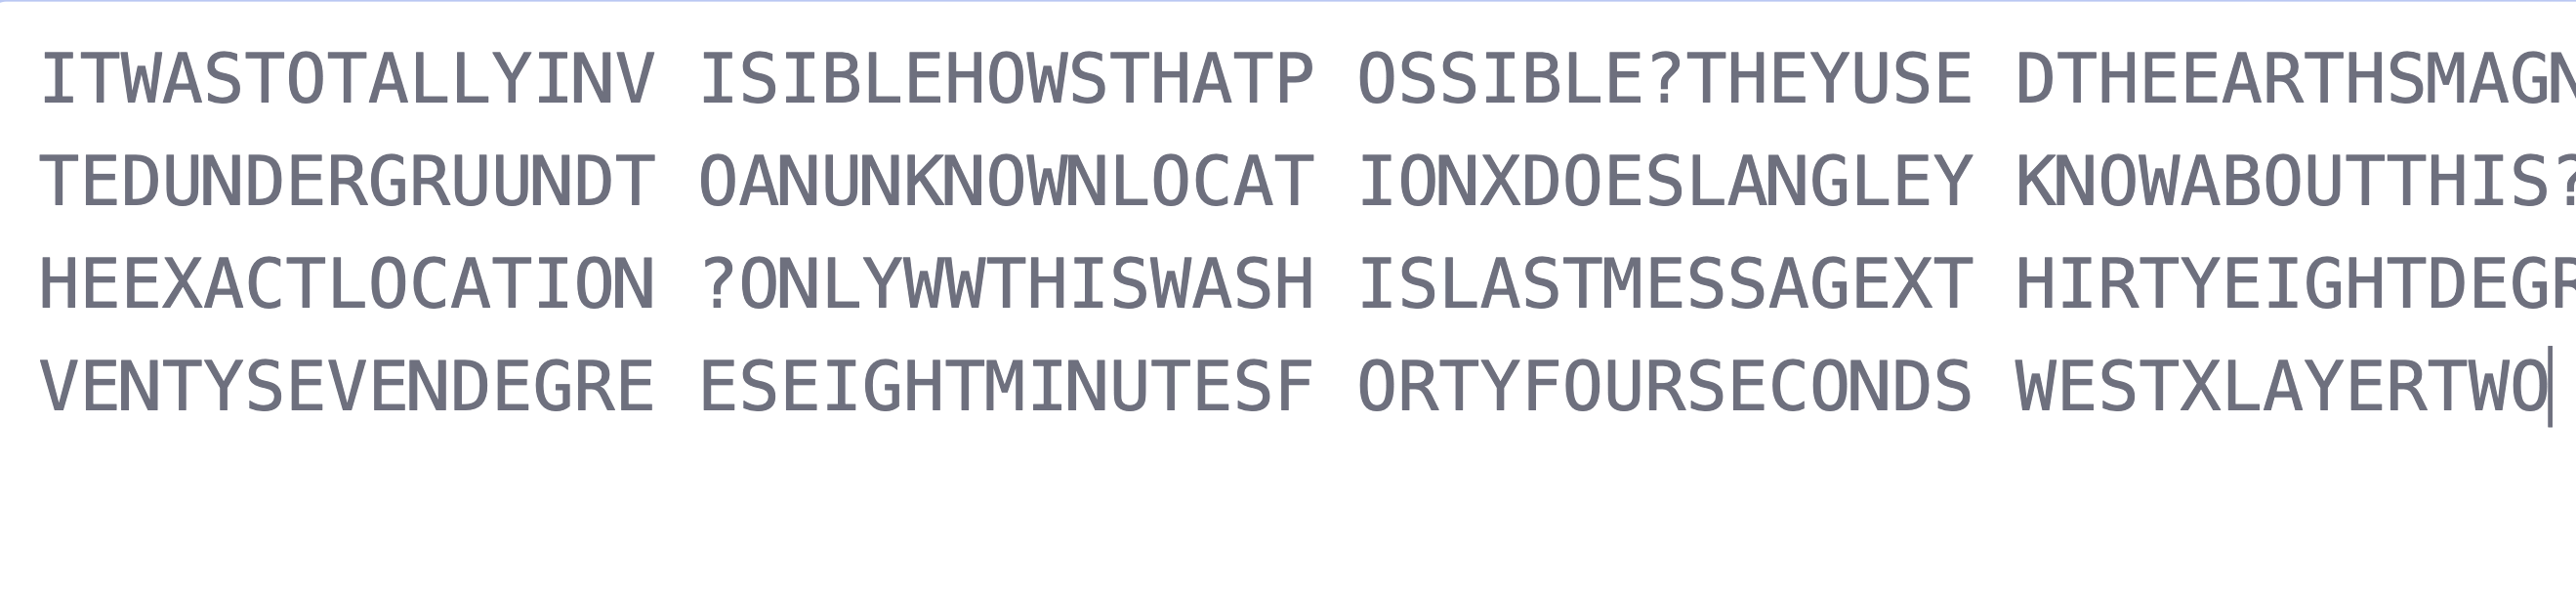 ITWASTOTALLYINV ISIBLEHOWSTHATP OSSIBLE?THEYUSE DTHEEARTHSMAGN
TEDUNDERGRUUNDT OANUNKNOWNLOCAT IONXDOESLANGLEY KNOWABOUTTHIS?
HEEXACTLOCATION ?ONLYWWTHISWASH ISLASTMESSAGEXT HIRTYEIGHTDEGR
VENTYSEVENDEGRE ESEIGHTMINUTESF ORTYFOURSECONDS WESTXLAYERTWO